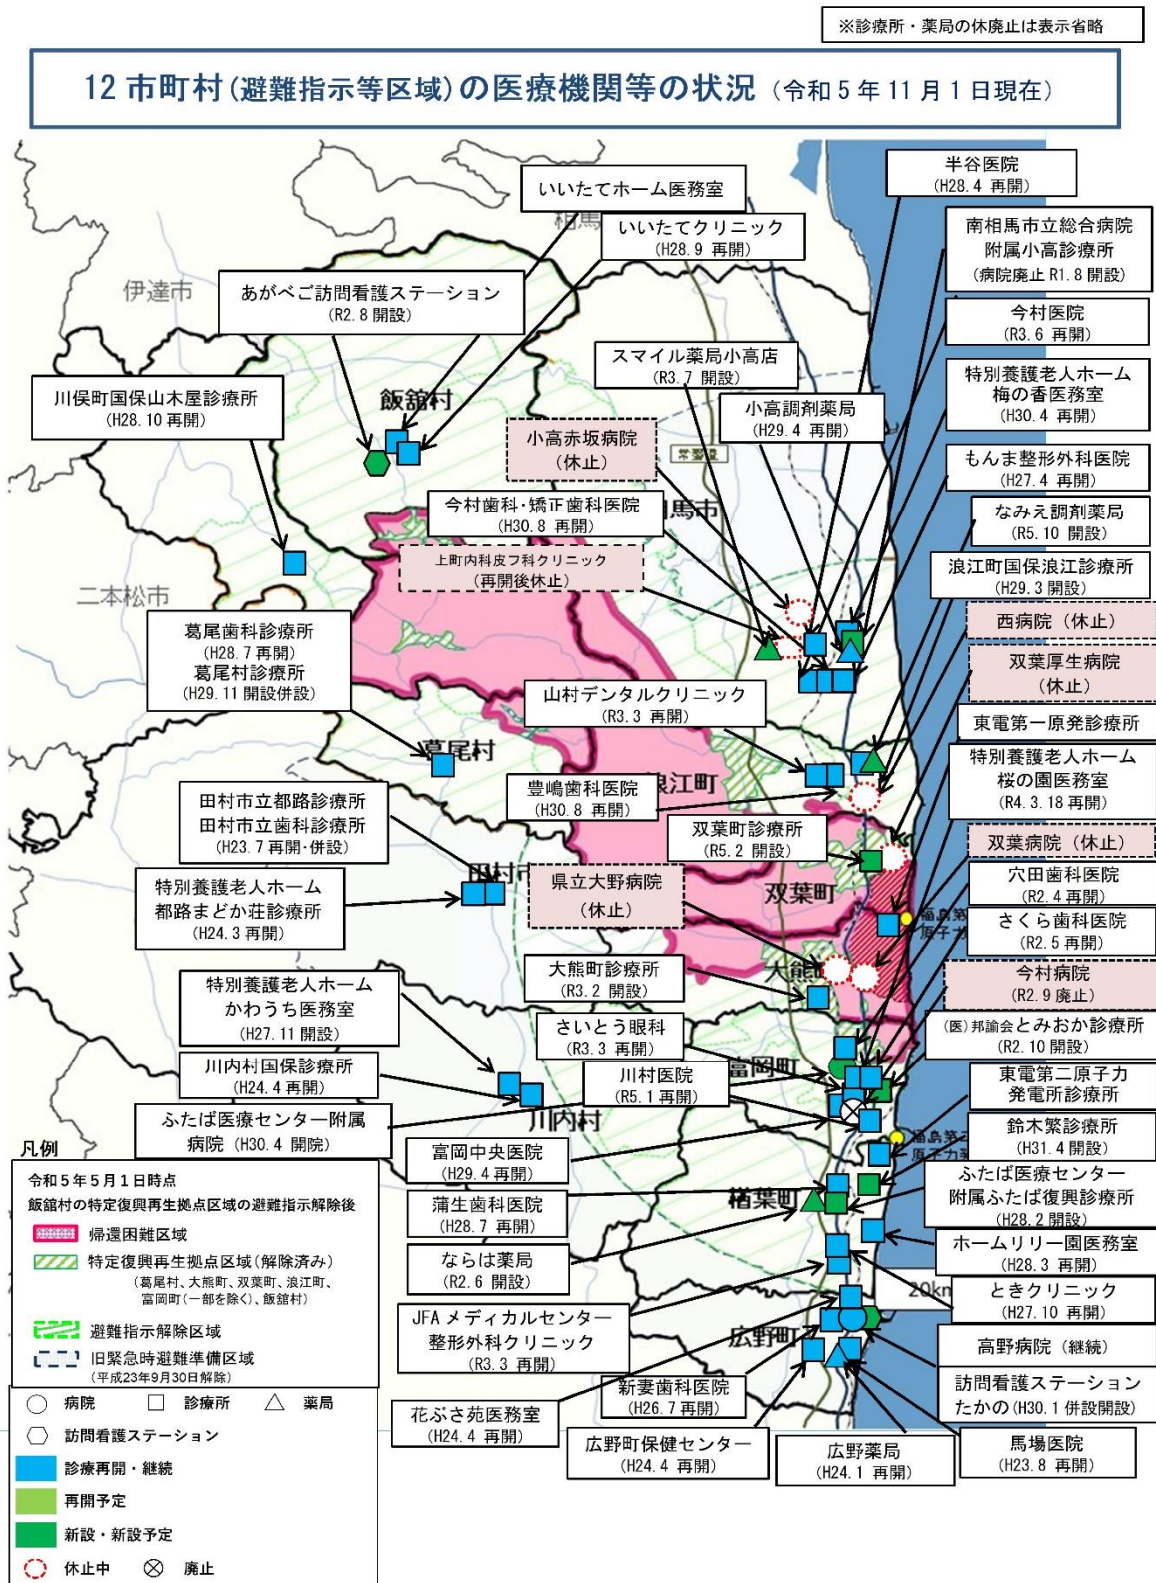 ※診療所・薬局の休廃止は表示省略
12市町村(避難指示等区域)の医療機関等の状況（令和5年11月1日現在）
半谷医院
(H28.4 再開)
いいたてホーム医務室
いいたてクリニック
(H28.9 再開)
南相馬市立総合病院
附属小高診療所
(病院廃止 R1.8 開設)
伊達市
あがべご訪問看護ステーション
(R2.8 開設)
今村医院
(R3.6 再開)
スマイル薬局小高店
(R3.7 開設)
特別養護老人ホーム
梅の香医務室
(H30.4 再開)
川俣町国保山木屋診療所
(H28.10 再開)
飯舘村
小高調剤薬局
(H29.4 再開)
小高赤坂病院
(休止)
常磐道
もんま整形外科医院
(H27.4 再開)
今村歯科・矯正歯科医院
(H30.8 再開)
馬市
なみえ調剤薬局
(R5.10 開設)
上町内科皮フ科クリニック
(再開後休止)
浪江町国保浪江診療所
(H29.3 開設)
二本松市
西病院（休止）
葛尾歯科診療所
(H28.7 再開)
葛尾村診療所
(H29.11 開設併設)
双葉厚生病院
(休止)
山村デンタルクリニック
(R3.3 再開)
東電第一原発診療所
葛尾村
浪江町
特別養護老人ホーム
桜の園医務室
(R4.3.18 再開)
豊嶋歯科医院
(H30.8 再開)
田村市立都路診療所
田村市立歯科診療所
(H23.7 再開・併設)
双葉町診療所
(R5.2 開設)
双葉病院（休止）
田村市
県立大野病院
(休止)
双葉町
穴田歯科医院
(R2.4 再開)
特別養護老人ホーム
都路まどか荘診療所
(H24.3 再開)
福島第
原子力
さくら歯科医院
(R2.5 再開)
大熊町
大熊町診療所
(R3.2 開設)
今村病院
(R2.9 廃止)
特別養護老人ホーム
かわうち医務室
(H27.11 開設)
さいとう眼科
(R3.3 再開)
(医)邦諭会とみおか診療所
(R2.10 開設)
川内村国保診療所
(H24.4 再開)
川村医院
(R5.1 再開)
富岡町
東電第二原子力
発電所診療所
川内村
ふたば医療センター附属
病院 (H30.4 開院)
鈴木繁診療所
(H31.4 開設)
福島第二
原子力
富岡中央医院
(H29.4 再開)
ふたば医療センター
附属ふたば復興診療所
(H28.2 開設)
蒲生歯科医院
(H28.7 再開)
楢葉町
ホームリリー園医務室
(H28.3 再開)
ならは薬局
(R2.6 開設)
20km
ときクリニック
(H27.10 再開)
JFA メディカルセンター
整形外科クリニック
(R3.3 再開)
広野町
高野病院（継続）
新妻歯科医院
(H26.7 再開)
訪問看護ステーション
たかの(H30.1 併設開設)
花ぶさ苑医務室
(H24.4 再開)
広野町保健センター
(H24.4 再開)
広野薬局
(H24.1 再開)
馬場医院
(H23.8 再開)
凡例
令和5年5月1日時点
飯舘村の特定復興再生拠点区域の避難指示解除後
帰還困難区域
特定復興再生拠点区域(解除済み)
(葛尾村、大熊町、双葉町、浪江町、
富岡町(一部を除く)、飯舘村)
避難指示解除区域
旧緊急時避難準備区域
(平成23年9月30日解除)
病院 診療所 薬局
訪問看護ステーション
診療再開・継続
再開予定
新設・新設予定
休止中 廃止